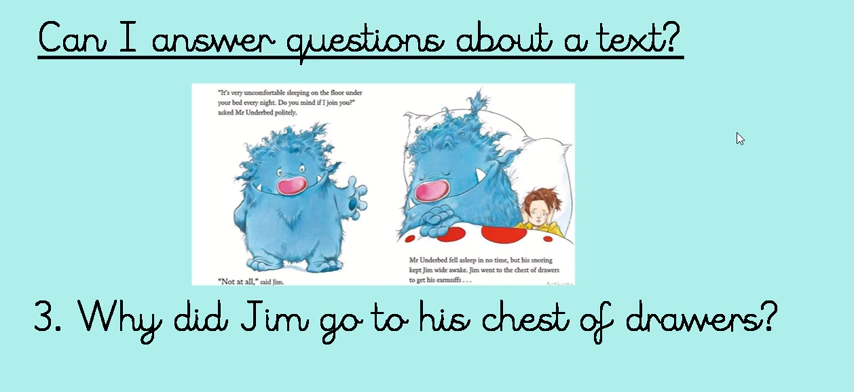 Can I answer questions about a text?
"It's very uncomfortable sleeping on the floor under
your bed every night. Do you mind if I join you?"
asked Mr Underbed politely.
"Not at all," said Jim.
Mr Underbed fell asleep in no time, but his snoring
kept Jim wide awake. Jim went to the chest of drawers
to get his earmuffs . . .
3. Why did Jim go to his chest of drawers?